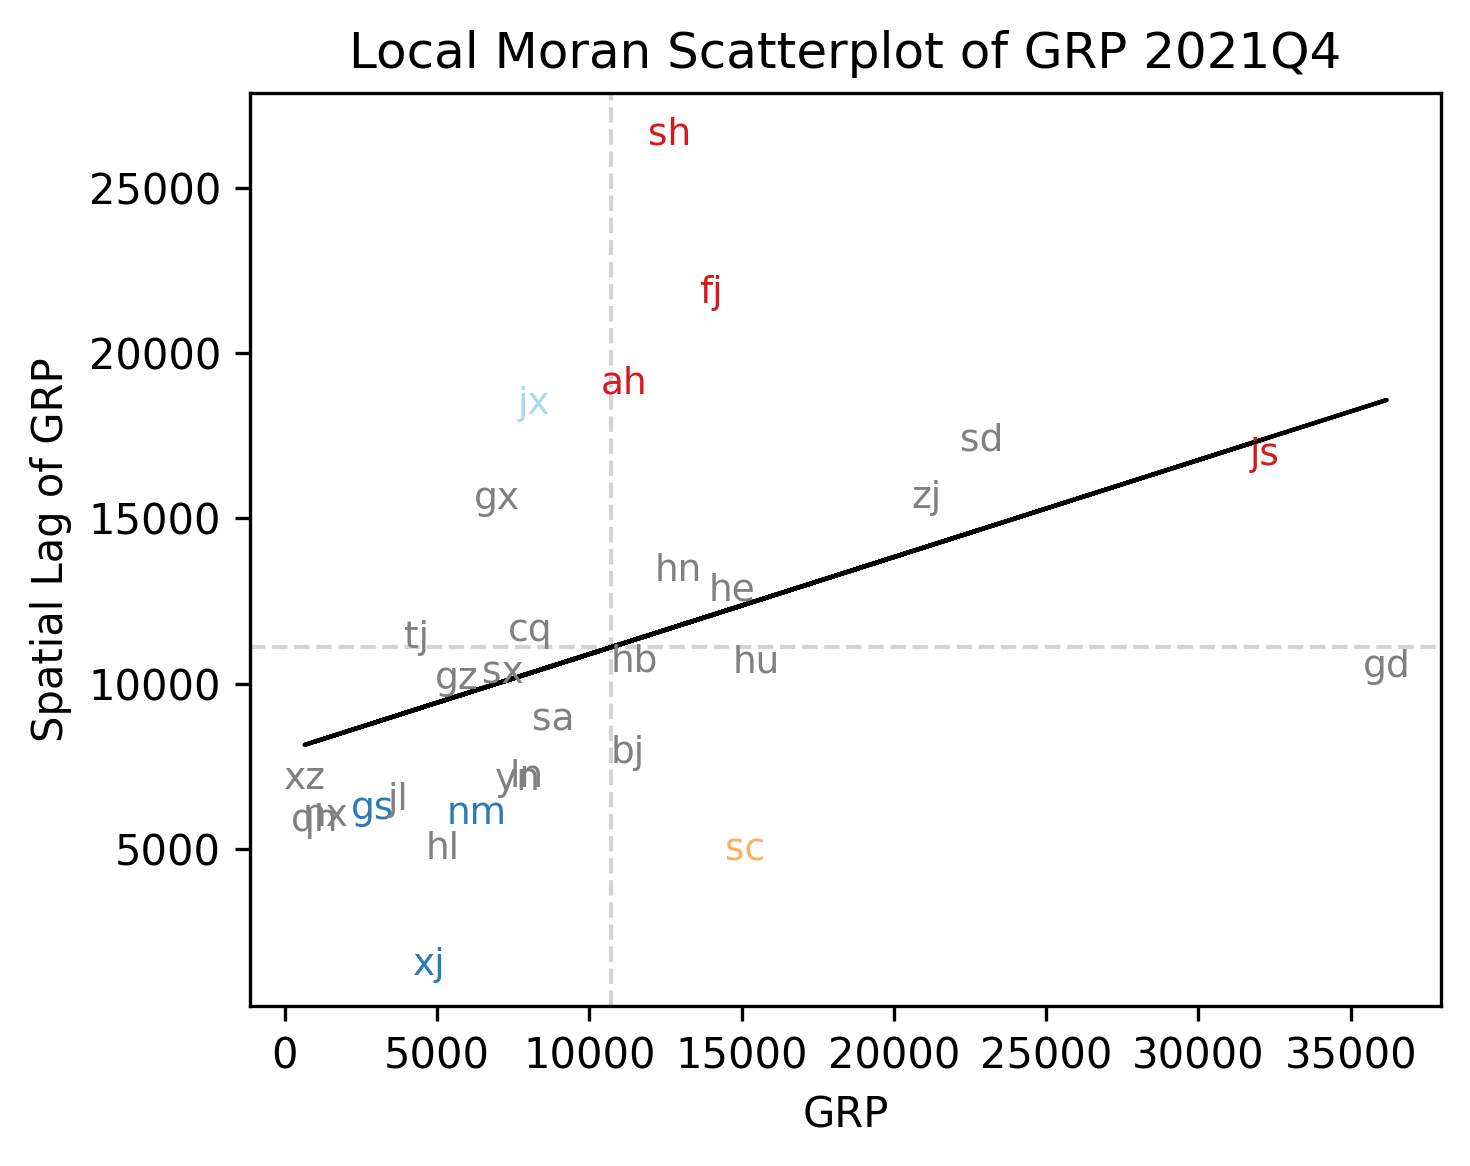 Local Moran Scatterplot of GRP 2021Q4
sh
25000
fj
20000
ah
jx
sd
js
gx
zj
15000
hn
he
tj
cq
hb
hu
gd
gz
sx
10000
sa
bj
xz
yn
ln
jl
gs
nm
qh
nx
hl
sc
5000
xj
0
5000
10000
15000
20000
25000
30000
35000
GRP
Spatial Lag of GRP